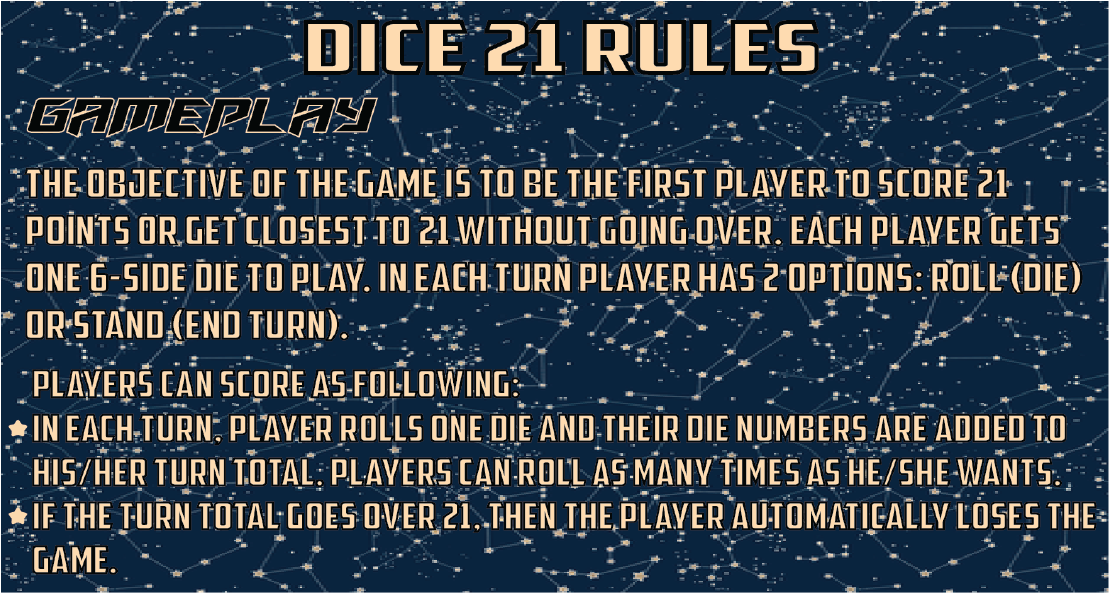 DICE 21 RULES
GAMEPLAY
THE OBJECTIVE OF THE GAME IS TO BE THE FIRST PLAYER TO SCORE 21
POINTS OR GET CLOSEST TO 21 WITHOUT GOING OVER. EACH PLAYER GETS
ONE 6-SIDE DIE TO PLAY. IN EACH TURN PLAYER HAS 2 OPTIONS: ROLL (DIE)
OR STAND (END TURN).
PLAYERS CAN SCORE AS FOLLOWING:
IN EACH TURN, PLAYER ROLLS ONE DIE AND THEIR DIE NUMBERS ARE ADDED TO
HIS/HER TURN TOTAL. PLAYERS CAN ROLL AS MANY TIMES AS HE/SHE WANTS.
IF THE TURN TOTAL GOES OVER 21, THEN THE PLAYER AUTOMATICALLY LOSES THE
GAME.